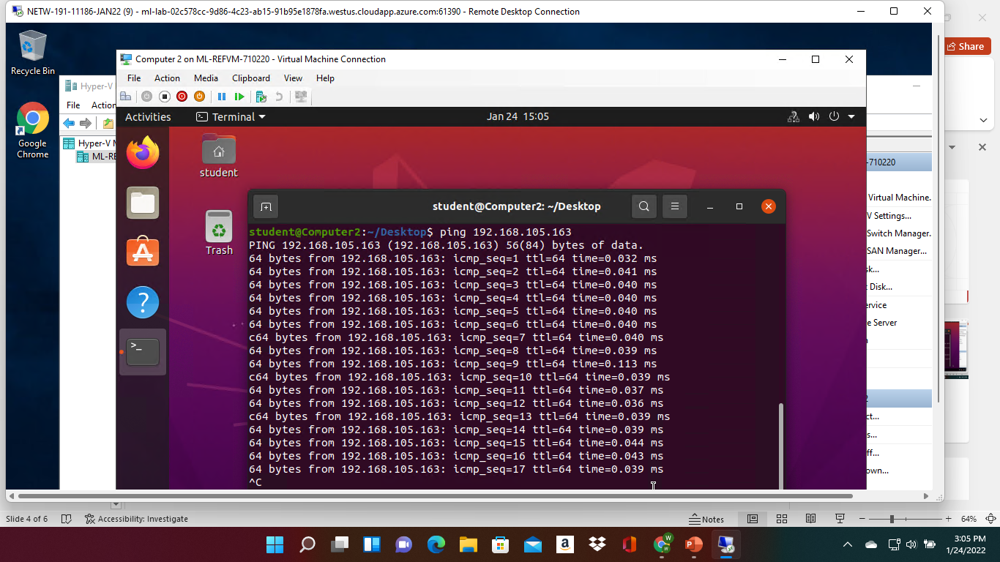 NETW-191-11186-JAN22 (9) - ml-lab-02c578cc-9d86-4c23-ab15-91b95e1878fa.westus.cloudapp.azure.com:61390 - Remote Desktop Connection
Share
Recycle Bin
Google
Chrome
Hyper-V
File Action
Hyper-V M
ML-RE
Computer 2 on ML-REFVM-710220 - Virtual Machine Connection
File Action Media Clipboard View Help
Activities Terminal Jan 24 15:05
student
Trash
student@Computer2: ~/Desktop
student@Computer2:~/Desktop$ ping 192.168.105.163
PING 192.168.105.163 (192.168.105.163) 56(84) bytes of data.
64 bytes from 192.168.105.163: icmp_seq=1 ttl=64 time=0.032 ms
64 bytes from 192.168.105.163: icmp_seq=2 ttl=64 time=0.041 ms
64 bytes from 192.168.105.163: icmp_seq=3 ttl=64 time=0.040 ms
64 bytes from 192.168.105.163: icmp_seq=4 ttl=64 time=0.040 ms
64 bytes from 192.168.105.163: icmp_seq=5 ttl=64 time=0.040 ms
64 bytes from 192.168.105.163: icmp_seq=6 ttl=64 time=0.040 ms
c64 bytes from 192.168.105.163: icmp_seq=7 ttl=64 time=0.040 ms
64 bytes from 192.168.105.163: icmp_seq=8 ttl=64 time=0.039 ms
64 bytes from 192.168.105.163: icmp_seq=9 ttl=64 time=0.113 ms
c64 bytes from 192.168.105.163: icmp_seq=10 ttl=64 time=0.039 ms
64 bytes from 192.168.105.163: icmp_seq=11 ttl=64 time=0.037 ms
64 bytes from 192.168.105.163: icmp_seq=12 ttl=64 time=0.036 ms
c64 bytes from 192.168.105.163: icmp_seq=13 ttl=64 time=0.039 ms
64 bytes from 192.168.105.163: icmp_seq=14 ttl=64 time=0.039 ms
64 bytes from 192.168.105.163: icmp_seq=15 ttl=64 time=0.044 ms
64 bytes from 192.168.105.163: icmp_seq=16 ttl=64 time=0.043 ms
64 bytes from 192.168.105.163: icmp_seq=17 ttl=64 time=0.039 ms
^C
-710220
Virtual Machine.
V Settings...
Switch Manager.
SAN Manager...
sk...
t Disk...
ervice
e Server
ct...
s...
ff...
own...
Slide 4 of 6 Accessibility: Investigate Notes 64%
3:05 PM
1/24/2022